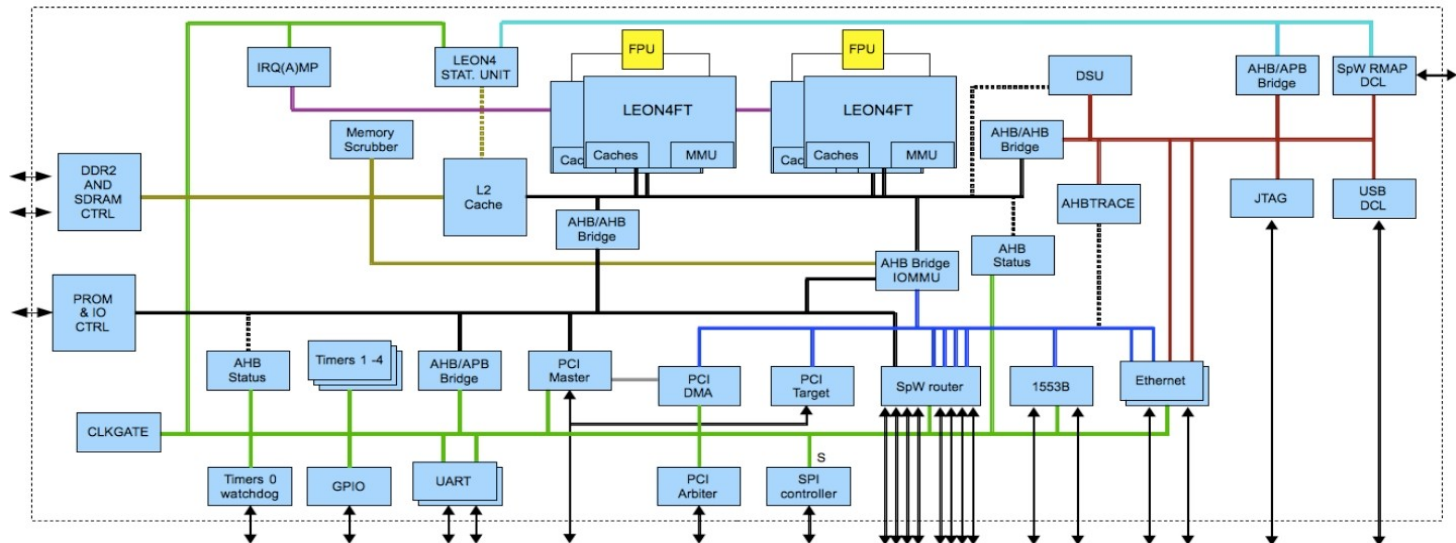 FPU
FPU
IRQ(A)MP
LEON4
STAT. UNIT
DSU
AHB/APB
Bridge
SpW RMAP
DCL
LEON4FT
LEON4FT
Memory
Scrubber
AHB/AHB
Bridge
Cac
Caches
MMU
Cac
Caches
MMU
DDR2
AND
SDRAM
CTRL
L2
Cache
AHBTRACE
JTAG
USB
DCL
AHB/AHB
Bridge
AHB
Status
AHB Bridge
IOMMU
PROM
& IO
CTRL
AHB
Status
Timers 1 -4
AHB/APB
Bridge
PCI
Master
PCI
DMA
PCI
Target
SpW router
1553B
Ethernet
CLKGATE
S
Timers 0
watchdog
GPIO
UART
PCI
Arbiter
SPI
controller